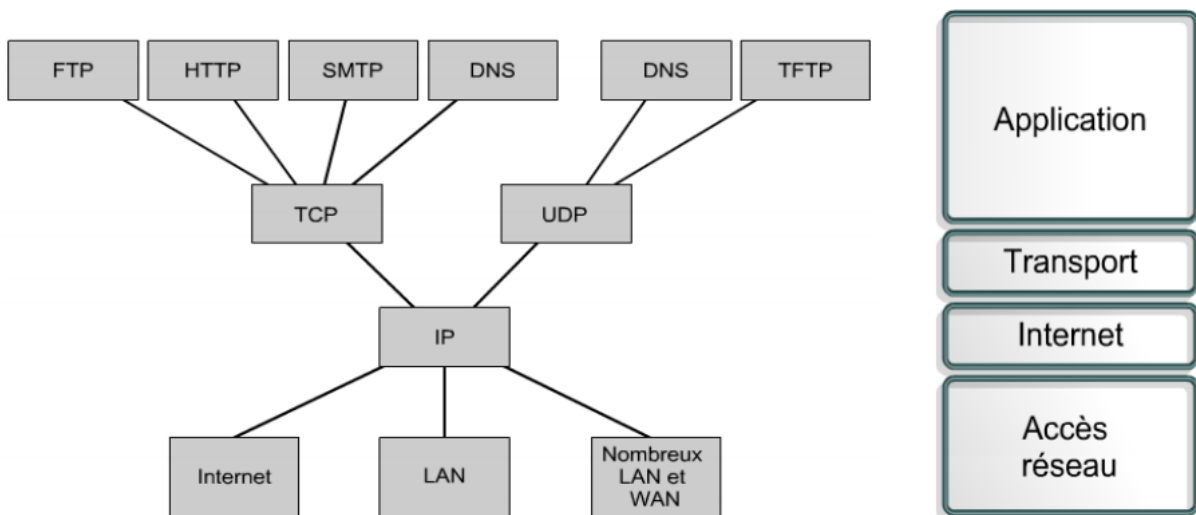 FTP
HTTP
SMTP
DNS
DNS
TFTP
TCP
UDP
IP
Internet
LAN
Nombreux
LAN et
WAN
Application
Transport
Internet
Accès
réseau